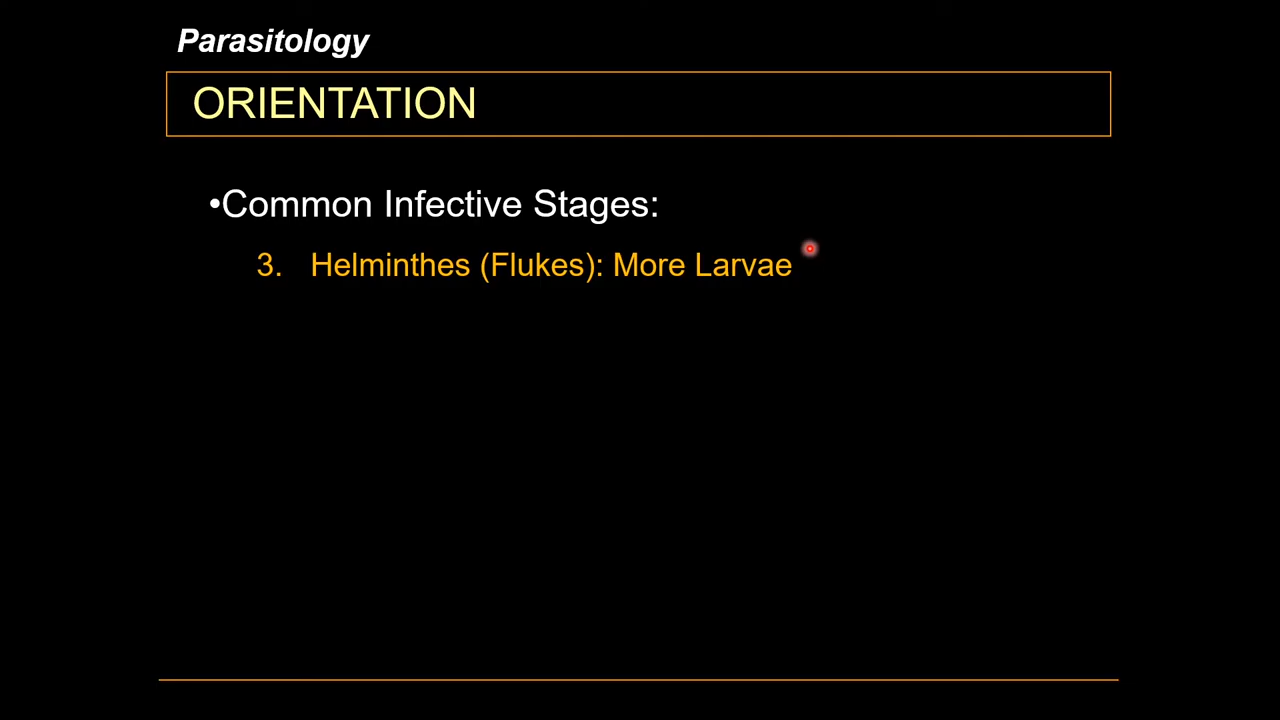 Parasitology
ORIENTATION
•Common Infective Stages:
3. Helminthes (Flukes): More Larvae